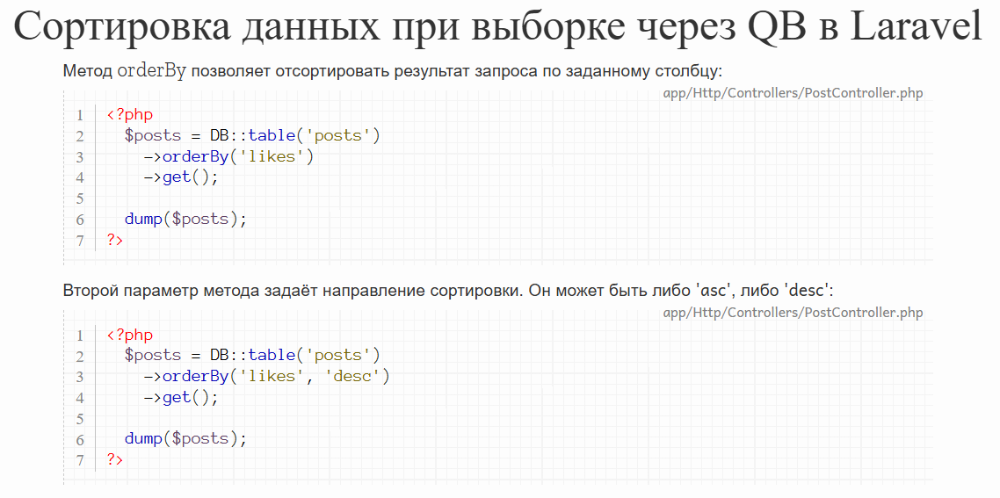 Сортировка данных при выборке через QB в Laravel
Метод orderBy позволяет отсортировать результат запроса по заданному столбцу:
app/Http/Controllers/PostController.php
1 <?php
2 $posts = DB::table('posts')
3 ->orderBy('likes')
4 ->get();
5
6 dump($posts);
7 ?>
Второй параметр метода задаёт направление сортировки. Он может быть либо 'asc', либо 'desc':
app/Http/Controllers/PostController.php
1 <?php
2 $posts = DB::table('posts')
3 ->orderBy('likes', 'desc')
4 ->get();
5
6 dump($posts);
7 ?>